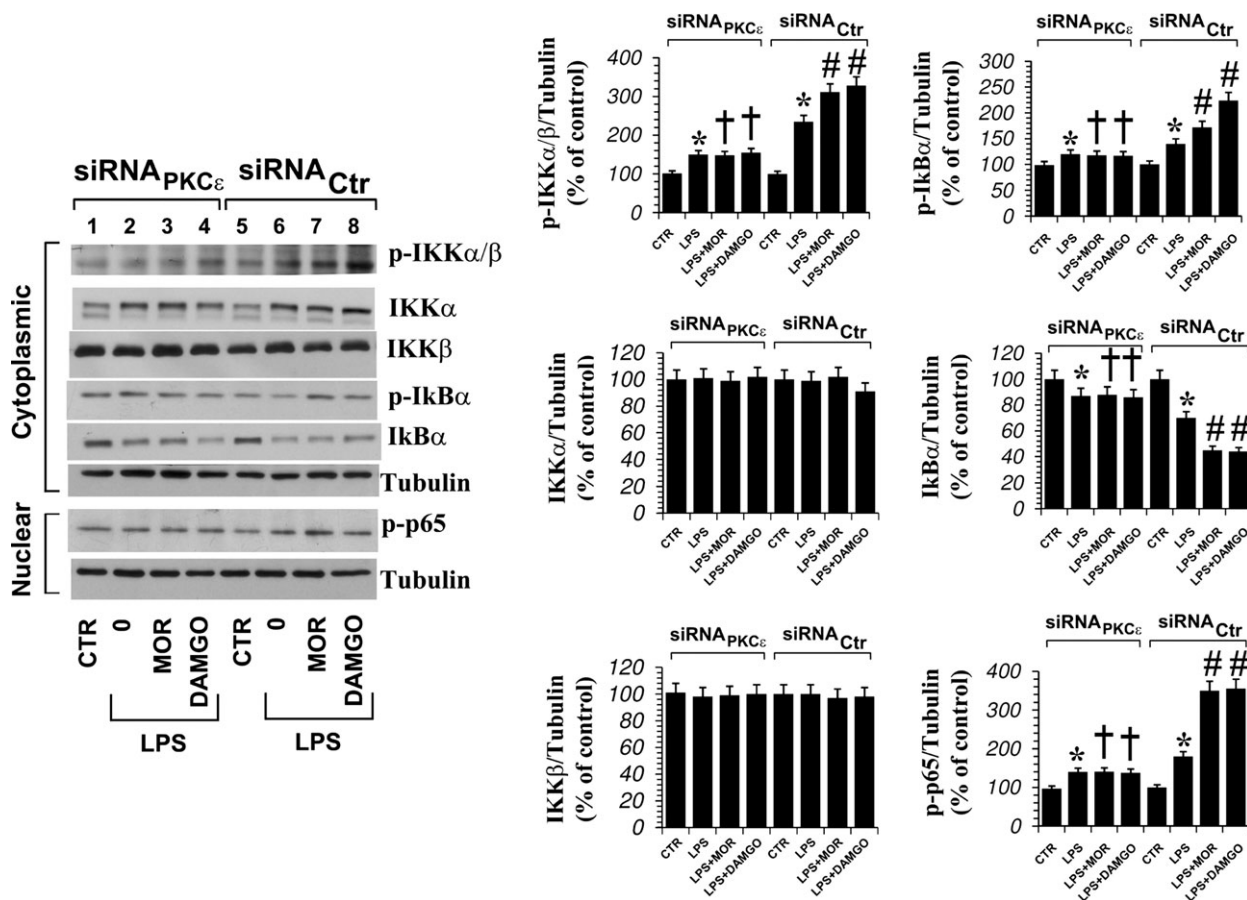 siRNAPKCε siRNACtr
1 2 3 4 5 6 7 8
Cytoplasmic
p-IKKα/β
IKKα
IKKβ
p-IkBα
IkBα
Tubulin
Nuclear
p-p65
Tubulin
CTR 0 MOR DAMGO CTR 0 MOR DAMGO
LPS LPS
siRNAPKCε siRNACtr
p-IKKα/β/Tubulin
(% of control)
400
300
200
100
0
* † † * # #
CTR LPS LPS+MOR LPS+DAMGO CTR LPS LPS+MOR LPS+DAMGO
siRNAPKCε siRNACtr
p-IkBα/Tubulin
(% of control)
300
250
200
150
100
50
0
* † † * # #
CTR LPS LPS+MOR LPS+DAMGO CTR LPS LPS+MOR LPS+DAMGO
siRNAPKCε siRNACtr
IKKα/Tubulin
(% of control)
120
100
80
60
40
20
0
CTR LPS LPS+MOR LPS+DAMGO CTR LPS LPS+MOR LPS+DAMGO
siRNAPKCε siRNACtr
IkBα/Tubulin
(% of control)
120
100
80
60
40
20
0
* † † * # #
CTR LPS LPS+MOR LPS+DAMGO CTR LPS LPS+MOR LPS+DAMGO
siRNAPKCε siRNACtr
IKKβ/Tubulin
(% of control)
120
100
80
60
40
20
0
CTR LPS LPS+MOR LPS+DAMGO CTR LPS LPS+MOR LPS+DAMGO
siRNAPKCε siRNACtr
p-p65/Tubulin
(% of control)
400
300
200
100
0
* † † * # #
CTR LPS LPS+MOR LPS+DAMGO CTR LPS LPS+MOR LPS+DAMGO